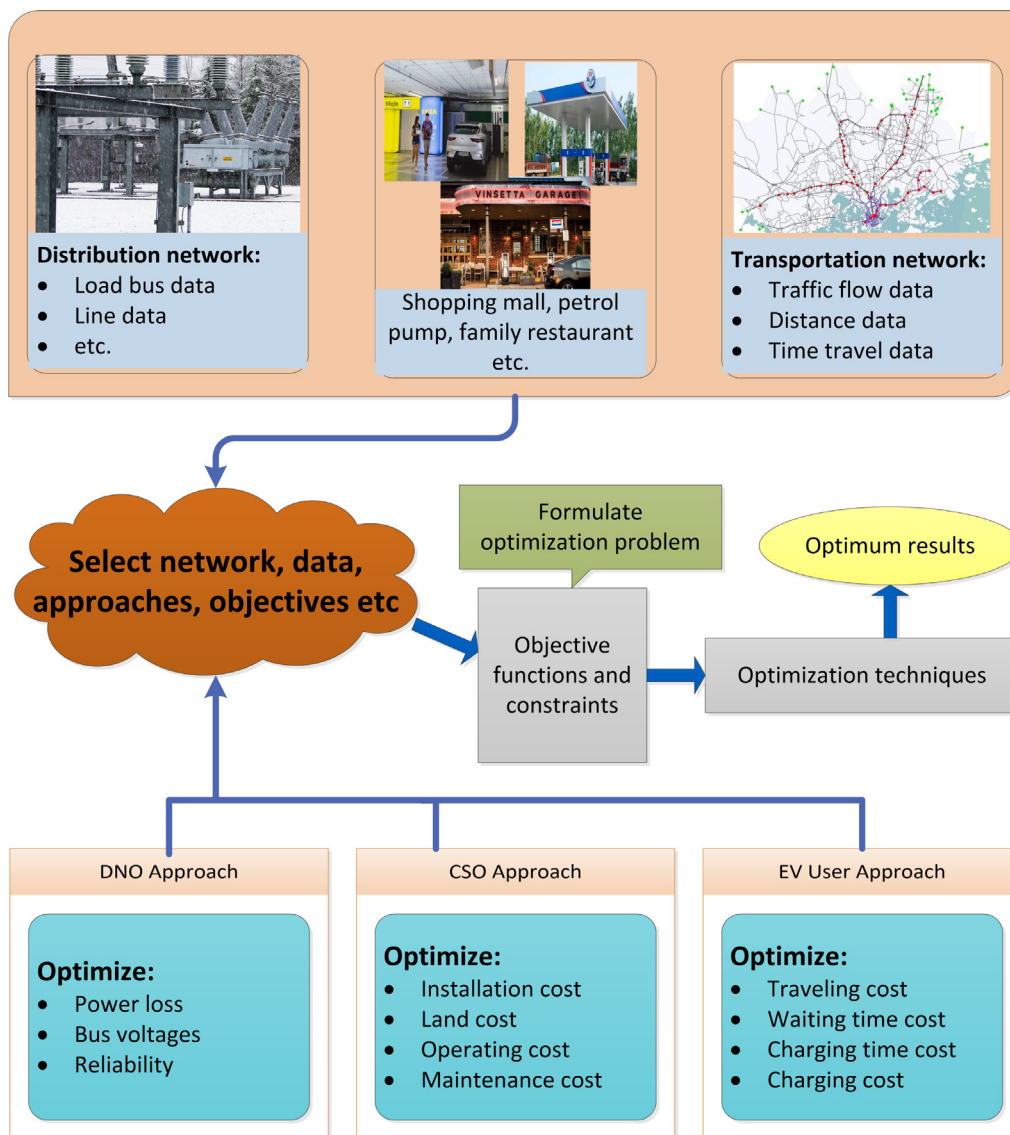 VINSETTA GARAGE
Distribution network:
• Load bus data
• Line data
• etc.
Shopping mall, petrol
pump, family restaurant
etc.
Transportation network:
• Traffic flow data
• Distance data
• Time travel data
Select network, data,
approaches, objectives etc
Formulate
optimization problem
Objective
functions and
constraints
Optimization techniques
Optimum results
DNO Approach
Optimize:
• Power loss
• Bus voltages
• Reliability
CSO Approach
Optimize:
• Installation cost
• Land cost
• Operating cost
• Maintenance cost
EV User Approach
Optimize:
• Traveling cost
• Waiting time cost
• Charging time cost
• Charging cost